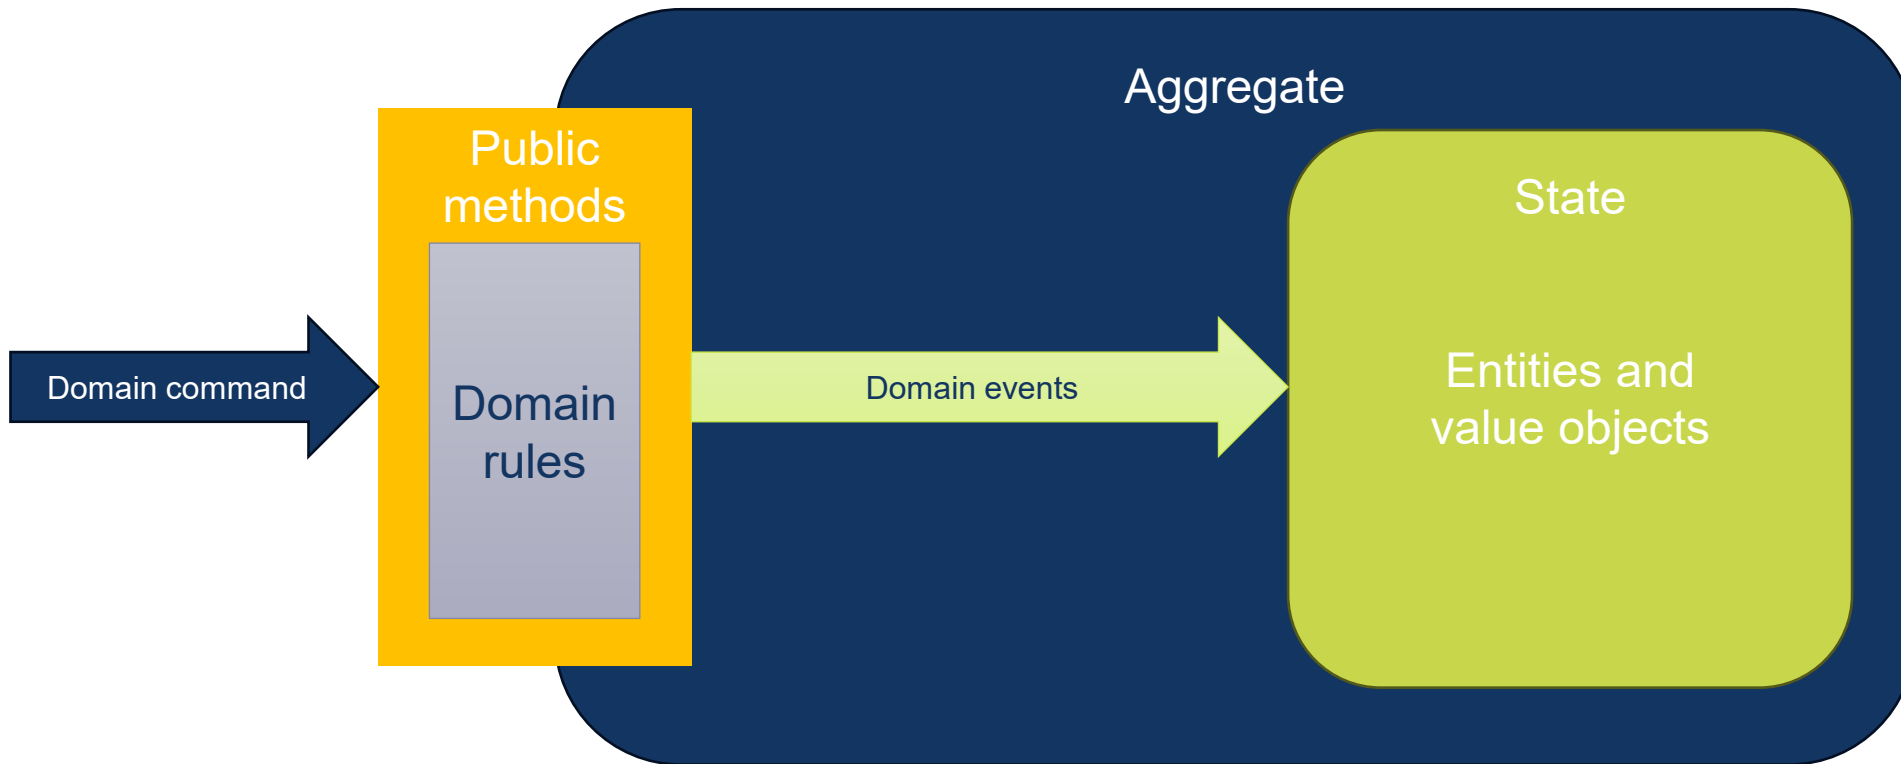 Aggregate
Public
methods
State
Domain command
Domain
rules
Domain events
Entities and
value objects